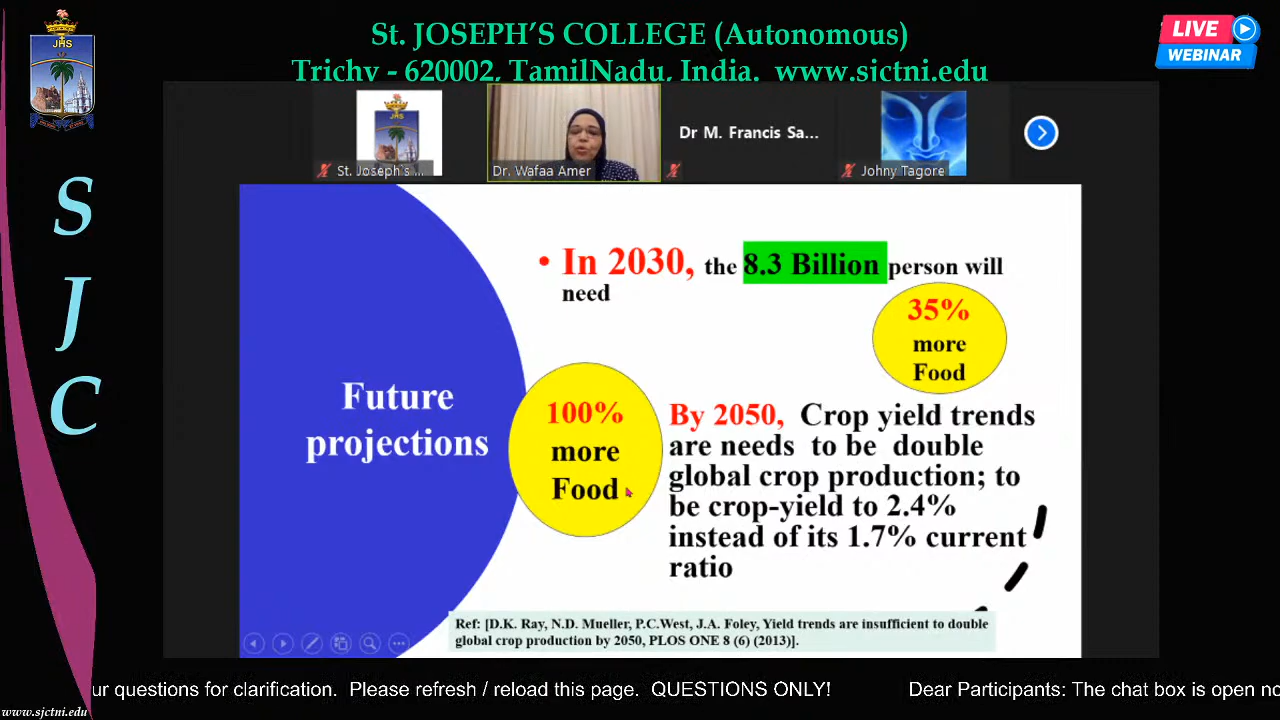 St. JOSEPH'S COLLEGE (Autonomous)
Trichy - 620002, TamilNadu, India. www.sjctni.edu
LIVE
WEBINAR
JHS
S
J
C
JHS
St. Joseph's ...
Dr. Wafaa Amer
Dr M. Francis Sa...
Johny Tagore
Future
projections
• In 2030, the 8.3 Billion person will
need
35%
more
Food
100%
more
Food
By 2050, Crop yield trends
are needs to be double
global crop production; to
be crop-yield to 2.4%
instead of its 1.7% current
ratio
Ref: [D.K. Ray, N.D. Mueller, P.C.West, J.A. Foley, Yield trends are insufficient to double
global crop production by 2050, PLOS ONE 8 (6) (2013)].
ur questions for clarification. Please refresh / reload this page. QUESTIONS ONLY! Dear Participants: The chat box is open no
www.sjctni.edu